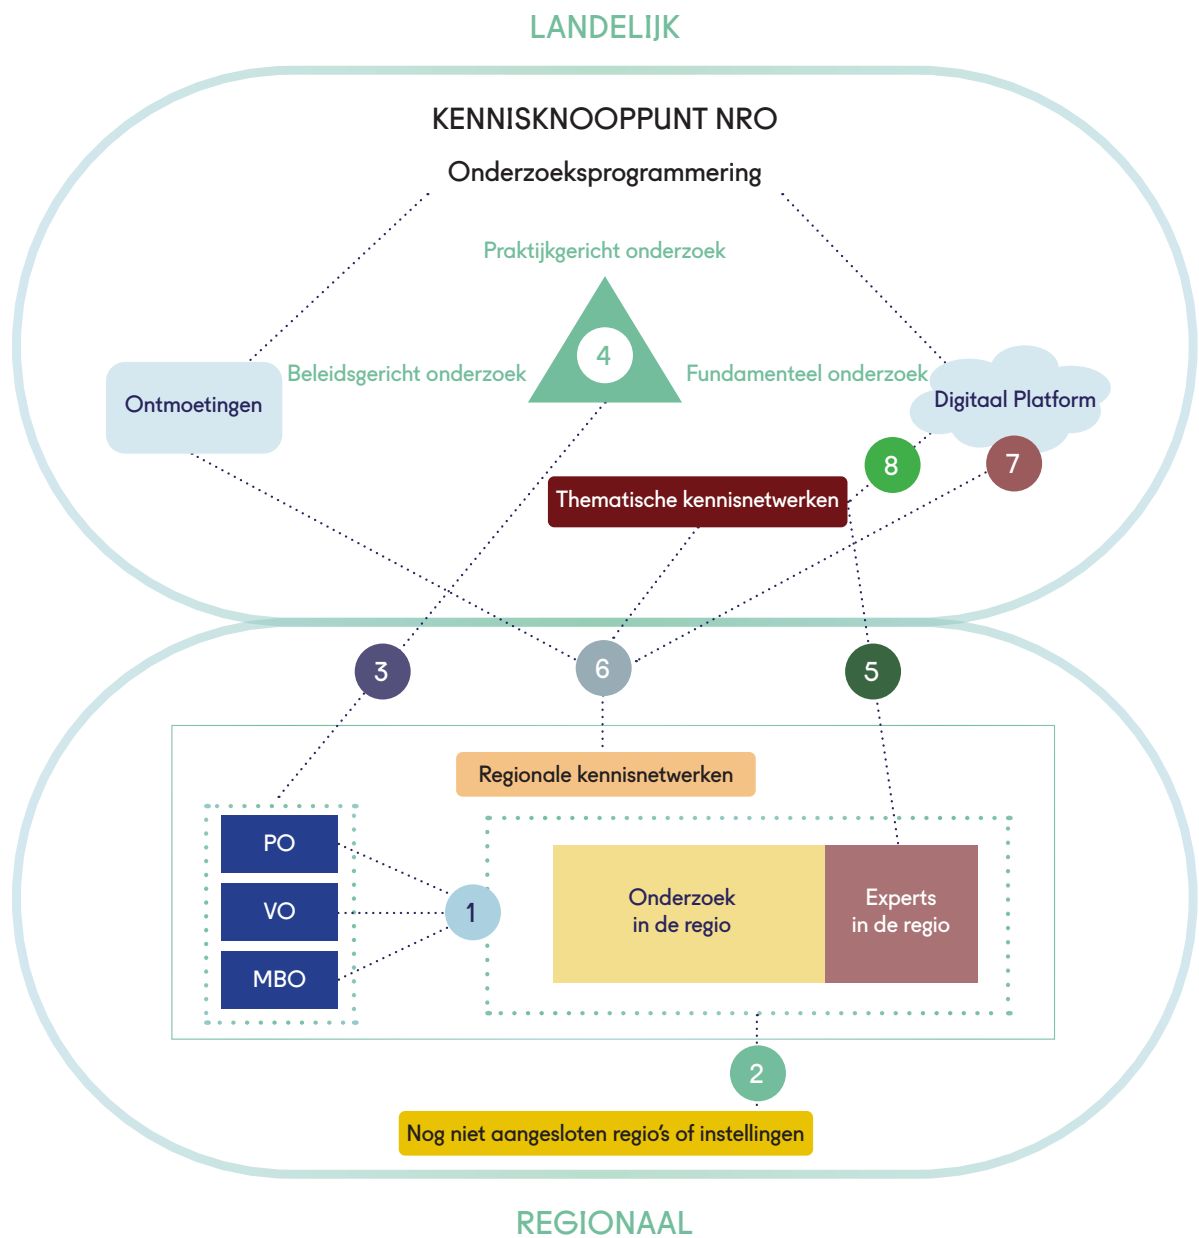 LANDELIJK
KENNISKNOOPPUNT NRO
Onderzoeksprogrammering
Praktijkgericht onderzoek
4
Beleidsgericht onderzoek
Fundamenteel onderzoek
Ontmoetingen
Digitaal Platform
8
7
Thematische kennisnetwerken
3
6
5
Regionale kennisnetwerken
PO
VO
MBO
1
Onderzoek
in de regio
Experts
in de regio
2
Nog niet aangesloten regio's of instellingen
REGIONAAL